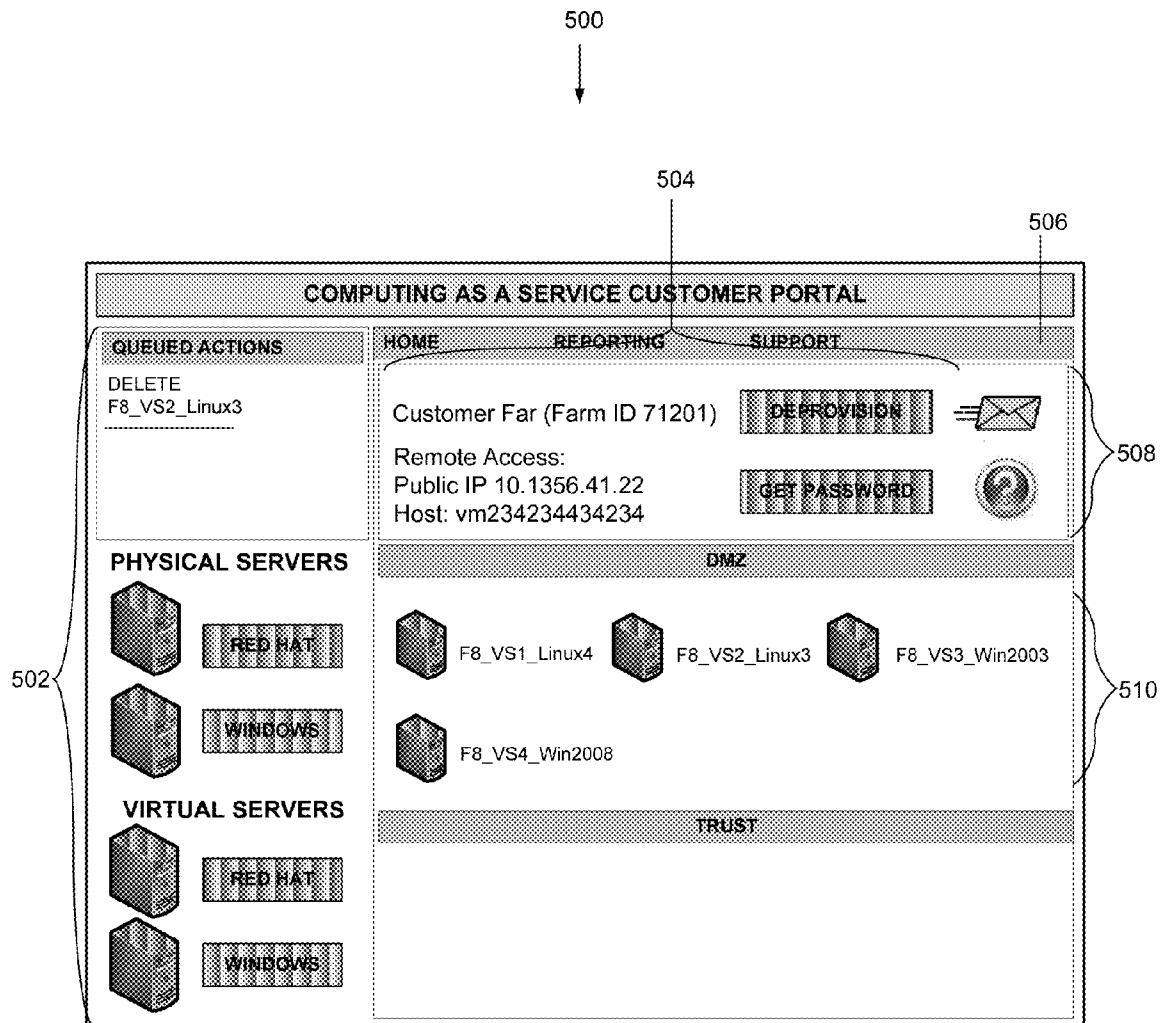 500
504
506
COMPUTING AS A SERVICE CUSTOMER PORTAL
QUEUED ACTIONS
DELETE
F8_VS2_Linux3
HOME REPORTING SUPPORT
Customer Far (Farm ID 71201)
DEPROVISION
Remote Access:
Public IP 10.1356.41.22
Host: vm234234434234
GET PASSWORD
?
508
PHYSICAL SERVERS
RED HAT
WINDOWS
502
VIRTUAL SERVERS
RED HAT
WINDOWS
DMZ
F8_VS1_Linux4 F8_VS2_Linux3 F8_VS3_Win2003
F8_VS4_Win2008
510
TRUST